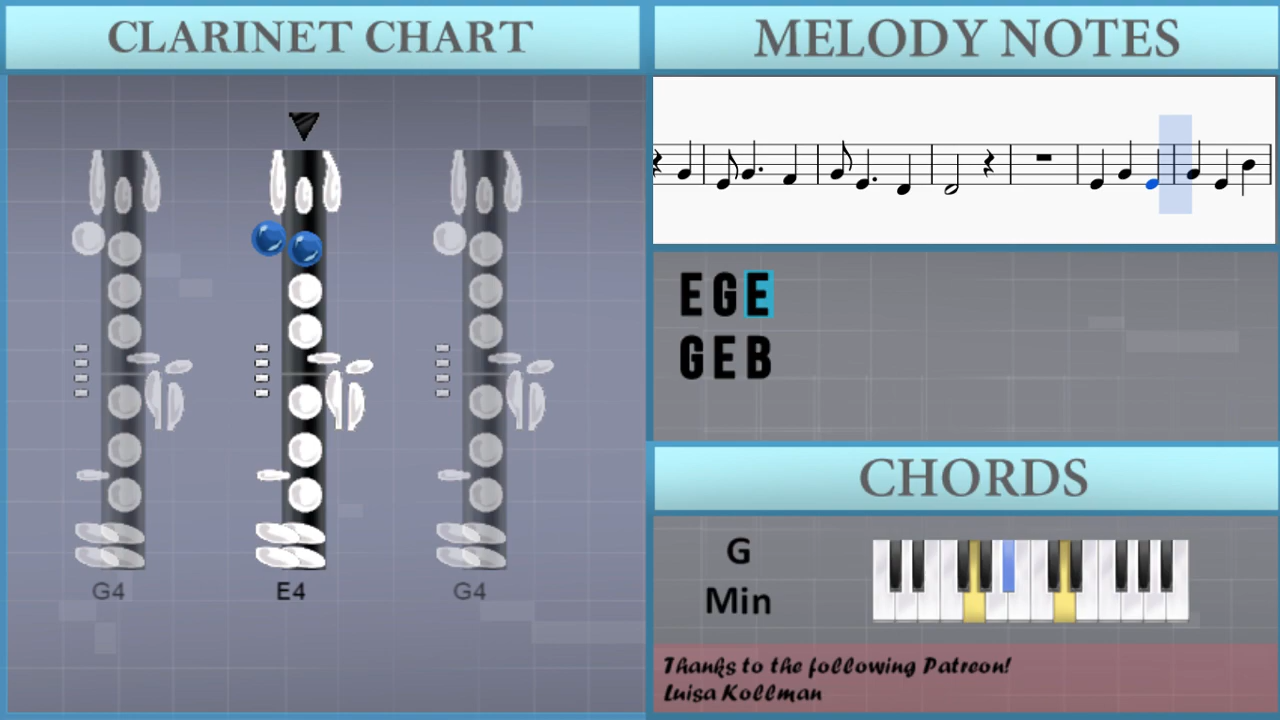 CLARINET CHART
G4 E4 G4
MELODY NOTES
E G E
G E B
CHORDS
G
Min
Thanks to the following Patreon!
Luisa Kollman